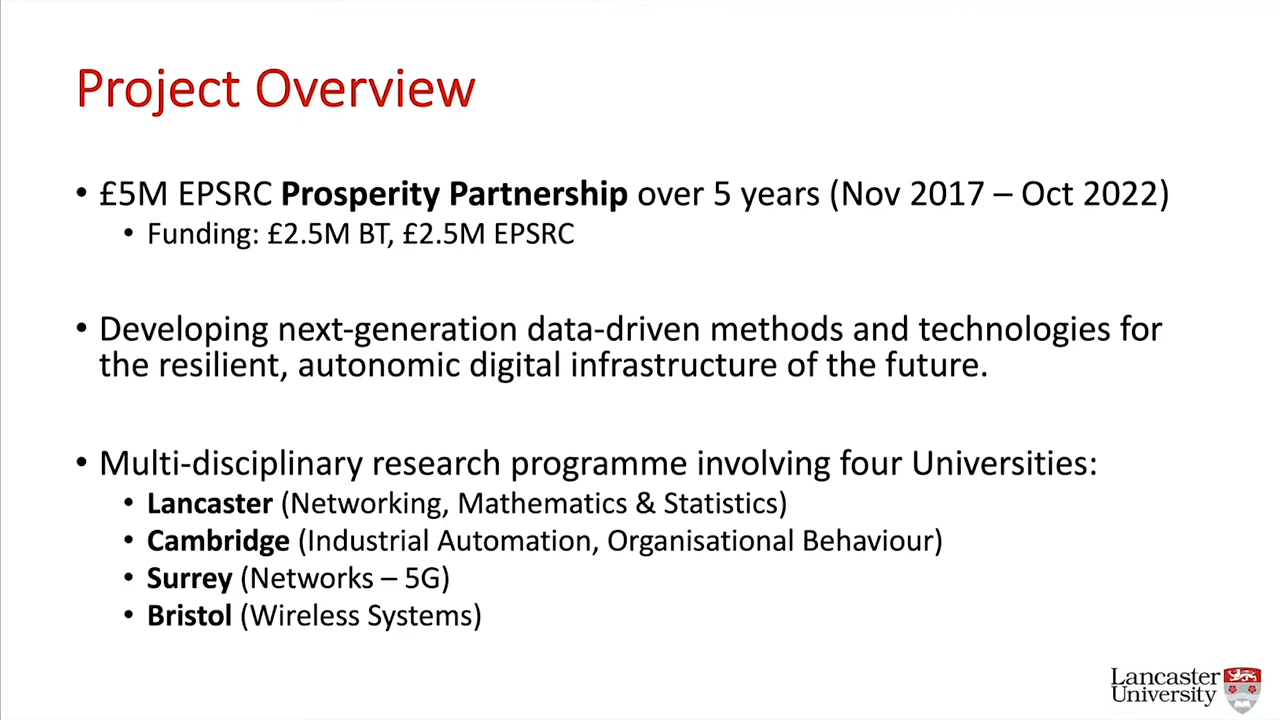 Project Overview
• £5M EPSRC Prosperity Partnership over 5 years (Nov 2017 – Oct 2022)
• Funding: £2.5M BT, £2.5M EPSRC
• Developing next-generation data-driven methods and technologies for
the resilient, autonomic digital infrastructure of the future.
• Multi-disciplinary research programme involving four Universities:
• Lancaster (Networking, Mathematics & Statistics)
• Cambridge (Industrial Automation, Organisational Behaviour)
• Surrey (Networks – 5G)
• Bristol (Wireless Systems)
Lancaster
University